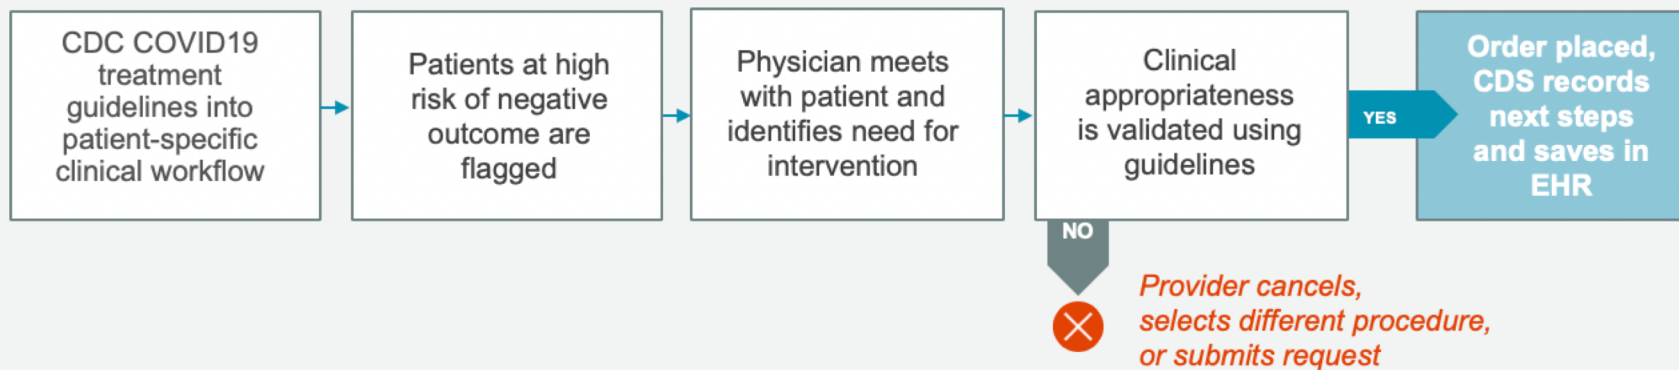 CDC COVID19
treatment
guidelines into
patient-specific
clinical workflow
Patients at high
risk of negative
outcome are
flagged
Physician meets
with patient and
identifies need for
intervention
Clinical
appropriateness
is validated using
guidelines
YES
Order placed,
CDS records
next steps
and saves in
EHR
NO
Provider cancels,
selects different procedure,
or submits request